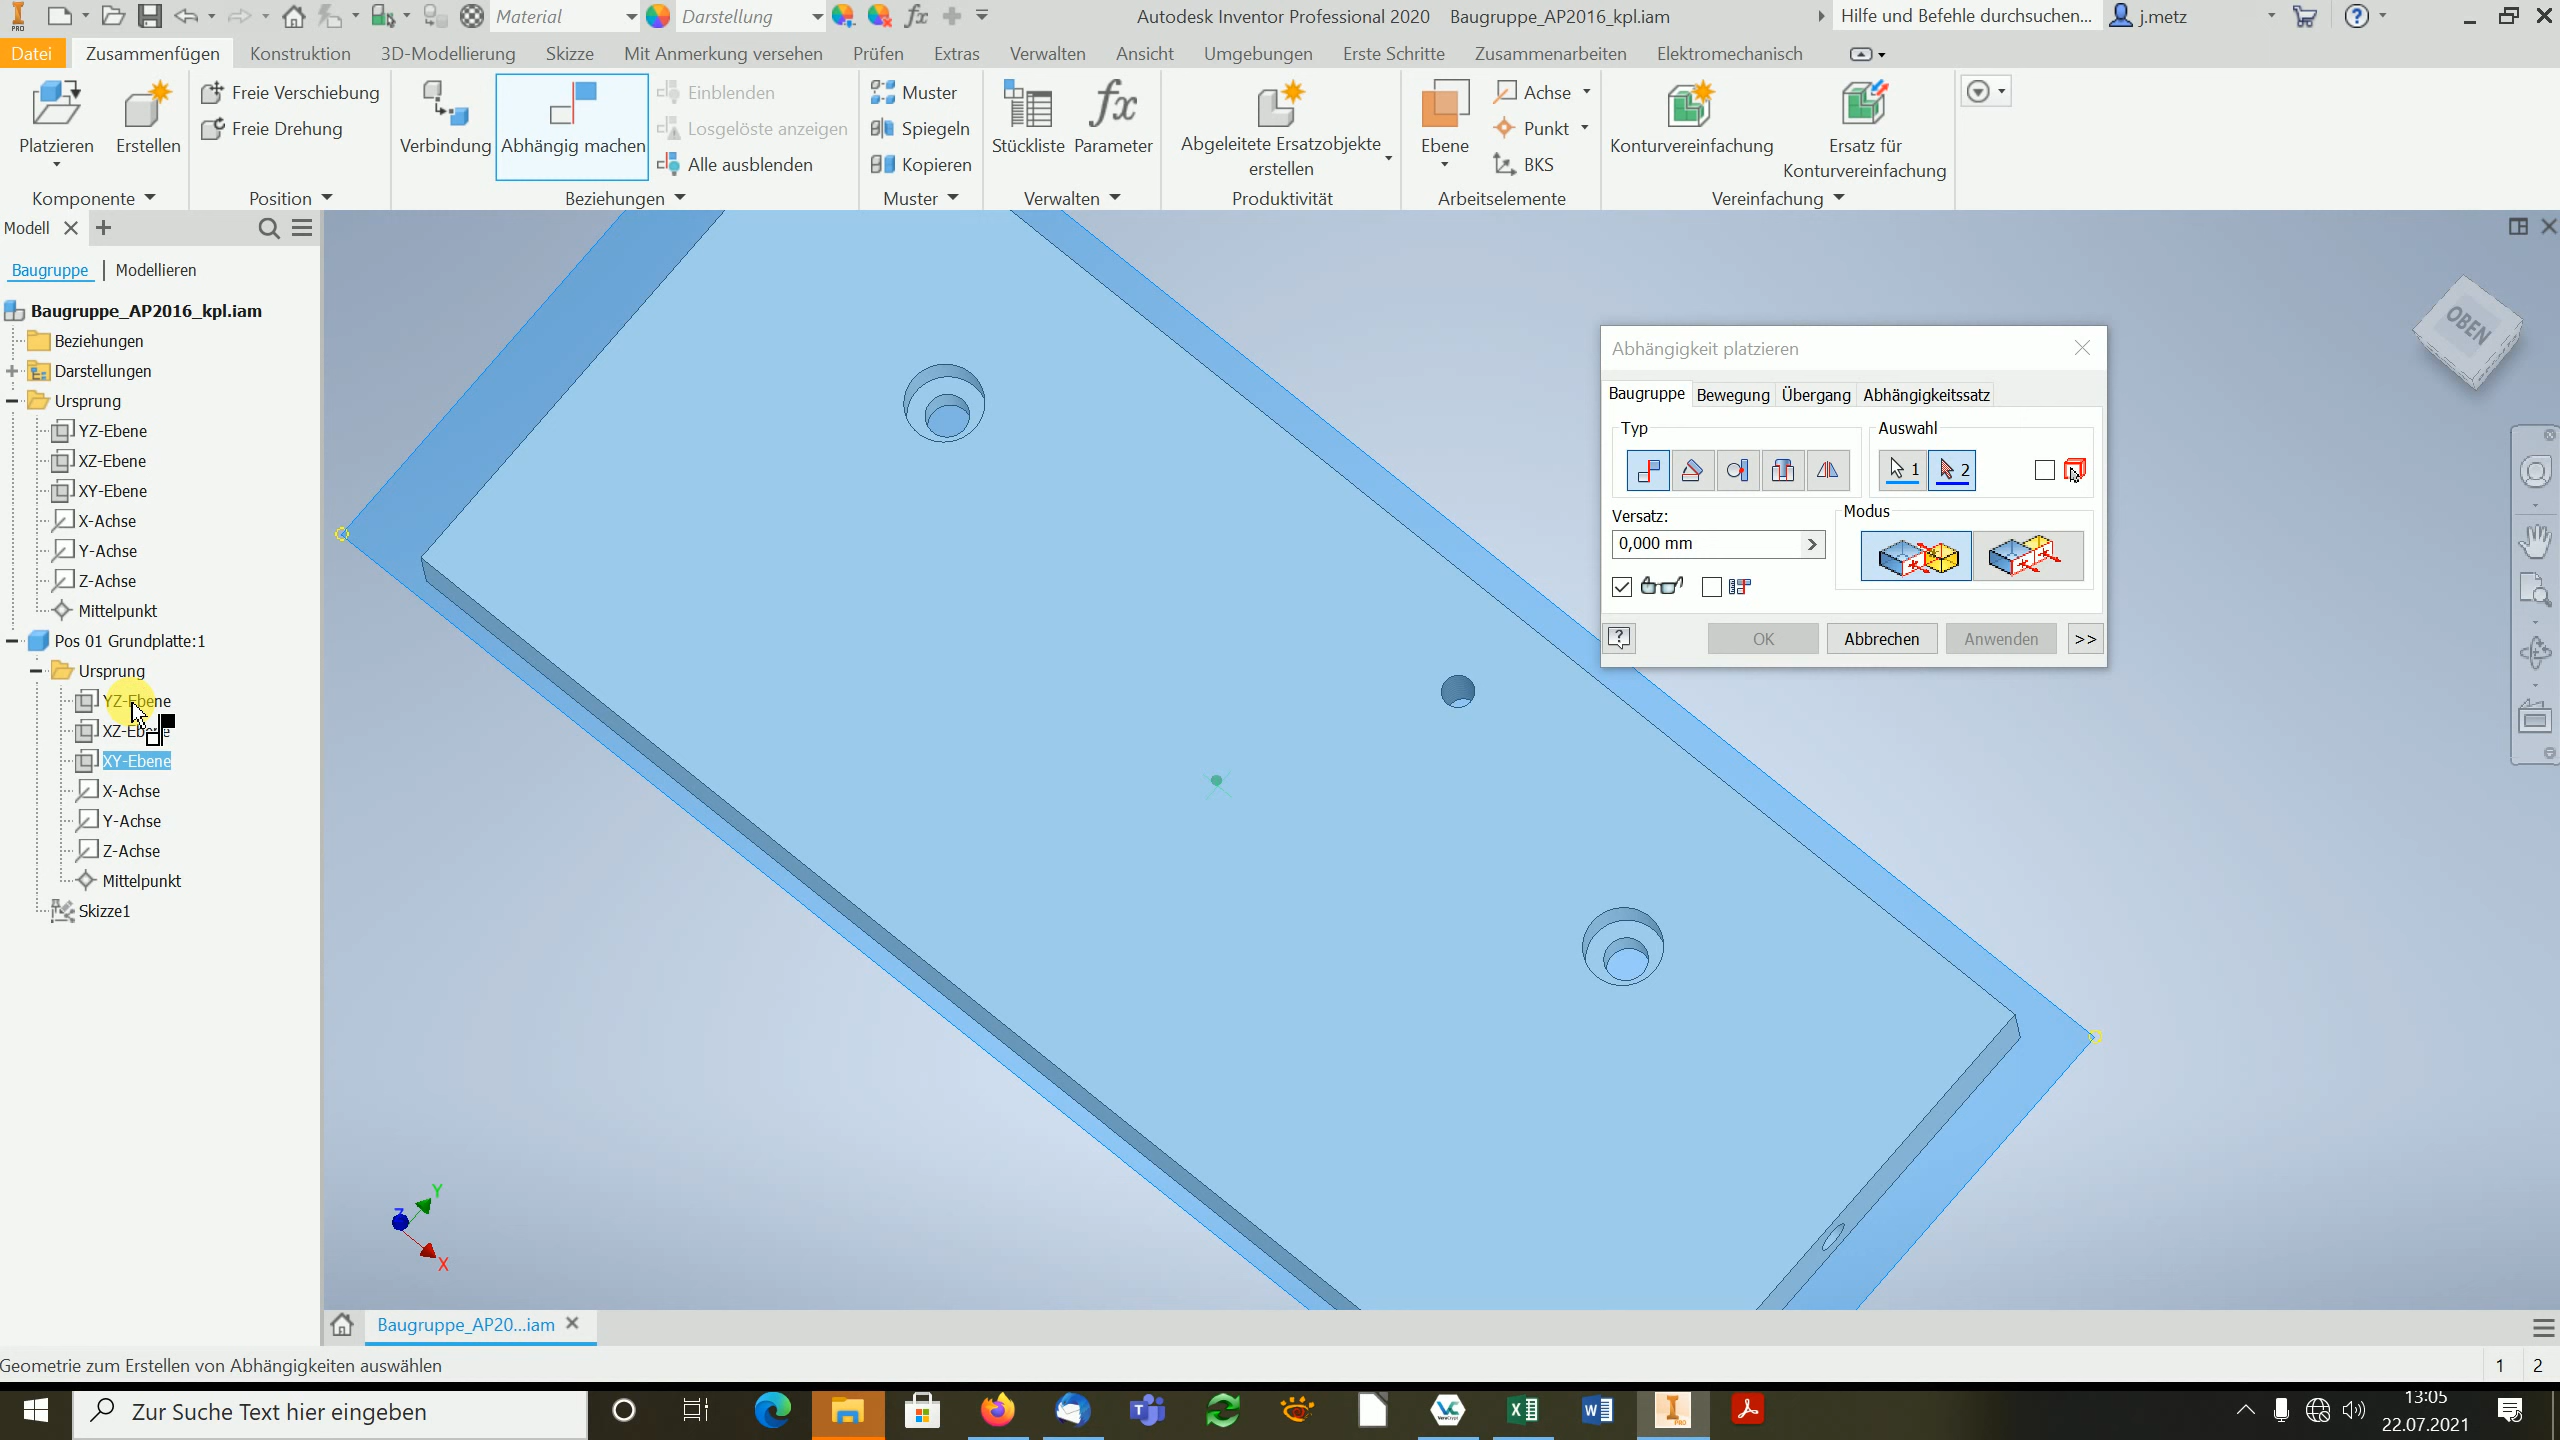 Material
Darstellung
Autodesk Inventor Professional 2020 Baugruppe_AP2016_kpl.iam
Hilfe und Befehle durchsuchen...
j.metz
Datei Zusammenfügen Konstruktion 3D-Modellierung Skizze Mit Anmerkung versehen Prüfen Extras Verwalten Ansicht Umgebungen Erste Schritte Zusammenarbeiten Elektromechanisch
Platzieren
Erstellen
Freie Verschiebung
Freie Drehung
Verbindung
Abhängig machen
Einblenden
Losgelöste anzeigen
Alle ausblenden
Muster
Spiegeln
Kopieren
Stückliste
Parameter
Abgeleitete Ersatzobjekte
erstellen
Ebene
Achse
Punkt
BKS
Konturvereinfachung
Ersatz für
Konturvereinfachung
Komponente Position Beziehungen Muster Verwalten Produktivität Arbeitselemente Vereinfachung
Modell
Baugruppe | Modellieren
Baugruppe_AP2016_kpl.iam
Beziehungen
Darstellungen
Ursprung
YZ-Ebene
XZ-Ebene
XY-Ebene
X-Achse
Y-Achse
Z-Achse
Mittelpunkt
Pos 01 Grundplatte:1
Ursprung
YZ-Ebene
XZ-Ebene
XY-Ebene
X-Achse
Y-Achse
Z-Achse
Mittelpunkt
Skizze1
OBEN
Abhängigkeit platzieren
Baugruppe Bewegung Übergang Abhängigkeitssatz
Typ
Auswahl
1
2
Versatz:
0,000 mm
Modus
OK
Abbrechen
Anwenden
>>
Y
Z
X
Baugruppe_AP20...iam
Geometrie zum Erstellen von Abhängigkeiten auswählen
1 2
Zur Suche Text hier eingeben
13:05
22.07.2021